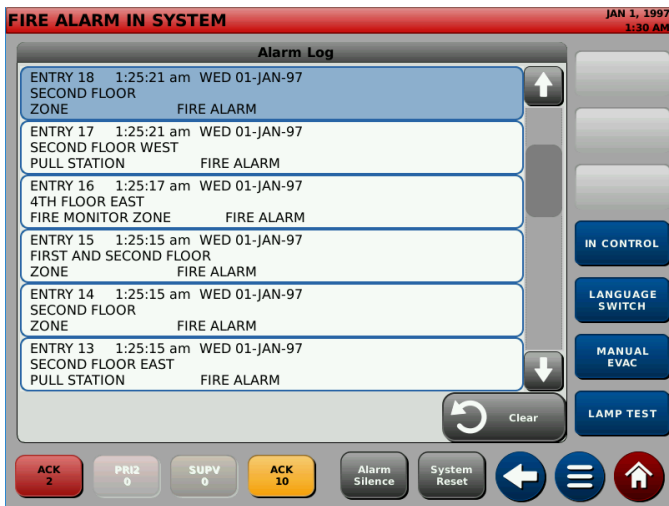 FIRE ALARM IN SYSTEM
JAN 1, 1997
1:30 AM
Alarm Log
ENTRY 18 1:25:21 am WED 01-JAN-97
SECOND FLOOR
ZONE FIRE ALARM
ENTRY 17 1:25:21 am WED 01-JAN-97
SECOND FLOOR WEST
PULL STATION FIRE ALARM
ENTRY 16 1:25:17 am WED 01-JAN-97
4TH FLOOR EAST
FIRE MONITOR ZONE FIRE ALARM
ENTRY 15 1:25:15 am WED 01-JAN-97
FIRST AND SECOND FLOOR
ZONE FIRE ALARM
ENTRY 14 1:25:15 am WED 01-JAN-97
SECOND FLOOR
ZONE FIRE ALARM
ENTRY 13 1:25:15 am WED 01-JAN-97
SECOND FLOOR EAST
PULL STATION FIRE ALARM
Clear
IN CONTROL
LANGUAGE
SWITCH
MANUAL
EVAC
LAMP TEST
ACK
2
PRI2
0
SUPV
0
ACK
10
Alarm
Silence
System
Reset